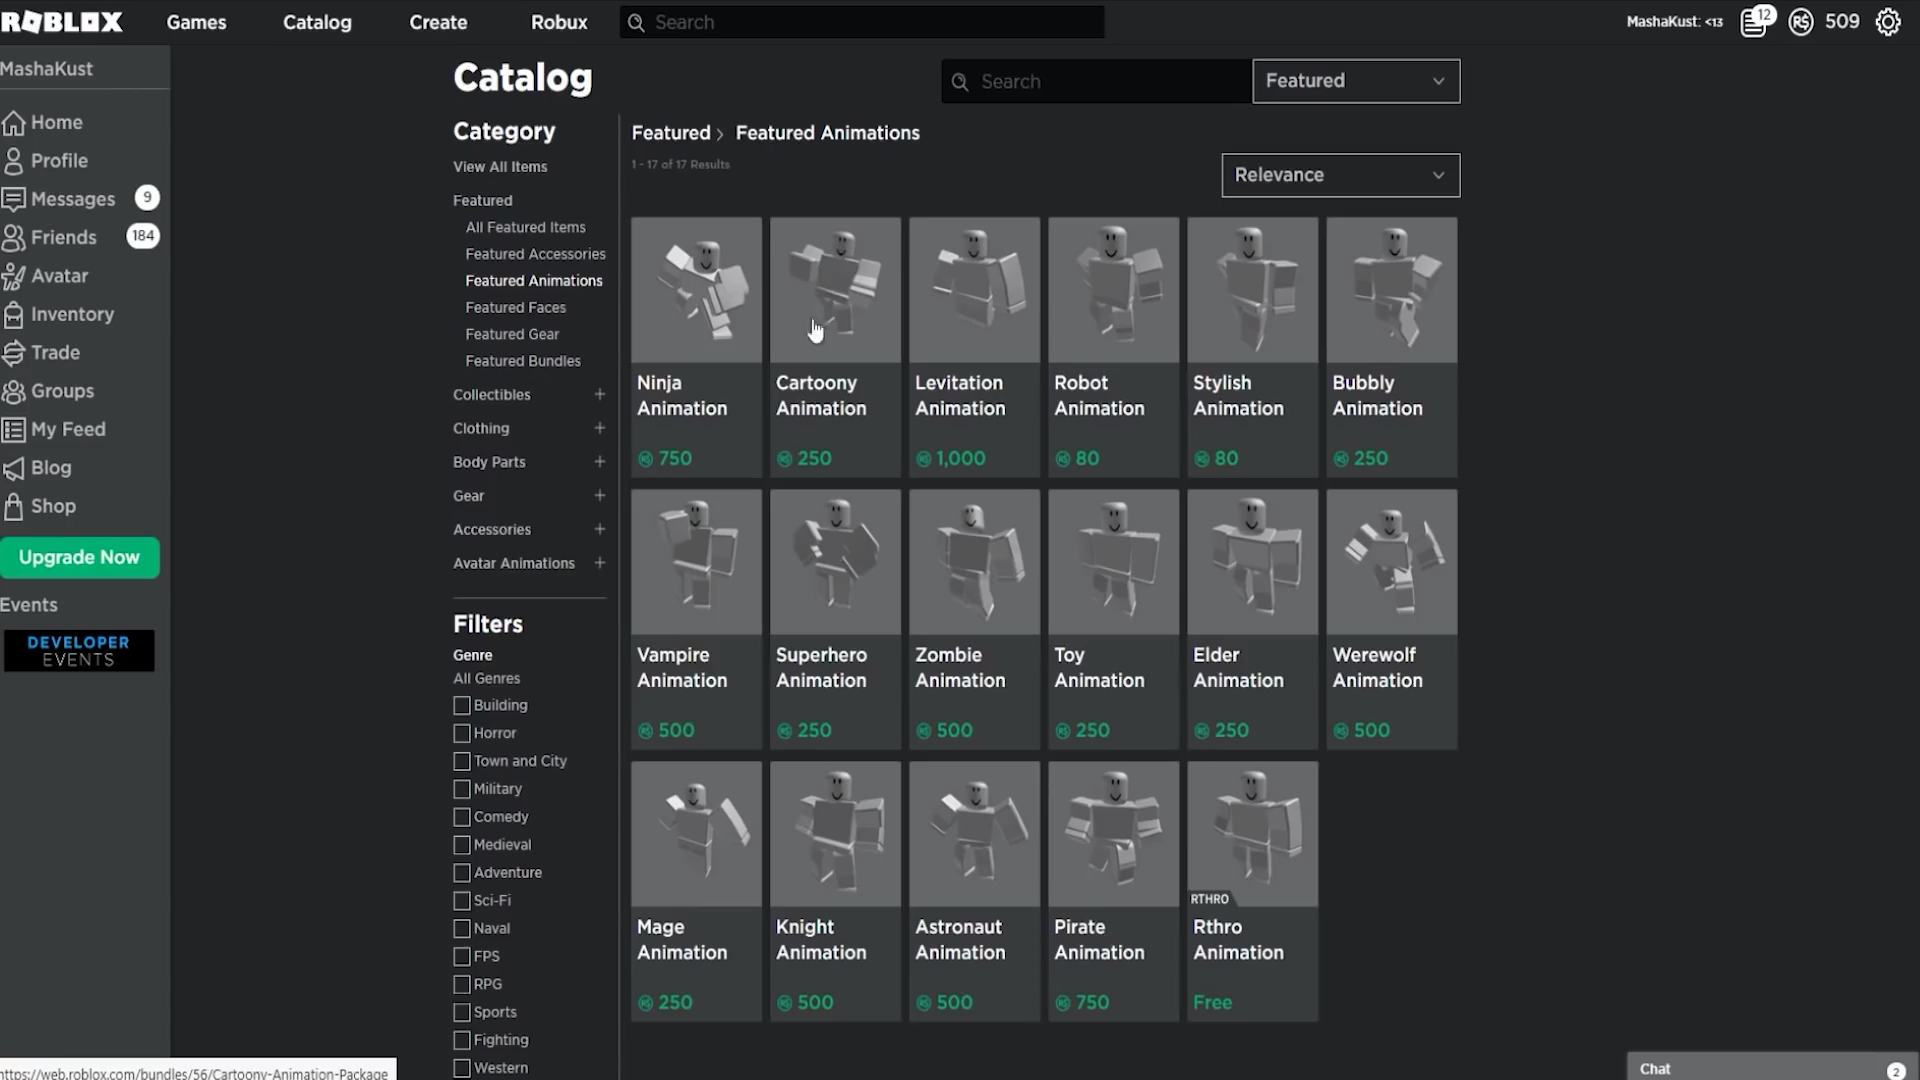 ROBLOX
Games
Catalog
Create
Robux
Search
MashaKust: <13
12
509
MashaKust
Home
Profile
Messages
9
Friends
184
Avatar
Inventory
Trade
Groups
My Feed
Blog
Shop
Upgrade Now
Events
DEVELOPER
EVENTS
Catalog
Search
Featured
Category
View All Items
Featured
All Featured Items
Featured Accessories
Featured Animations
Featured Faces
Featured Gear
Featured Bundles
Collectibles +
Clothing +
Body Parts +
Gear +
Accessories +
Avatar Animations +
Filters
Genre
All Genres
Building
Horror
Town and City
Military
Comedy
Medieval
Adventure
Sci-Fi
Naval
FPS
RPG
Sports
Fighting
Western
Featured > Featured Animations
1 - 17 of 17 Results
Relevance
Ninja
Animation
750
Cartoony
Animation
250
Levitation
Animation
1,000
Robot
Animation
80
Stylish
Animation
80
Bubbly
Animation
250
Vampire
Animation
500
Superhero
Animation
250
Zombie
Animation
500
Toy
Animation
250
Elder
Animation
250
Werewolf
Animation
500
Mage
Animation
250
Knight
Animation
500
Astronaut
Animation
500
Pirate
Animation
750
RTHRO
Rthro
Animation
Free
https://web.roblox.com/bundles/56/Cartoony-Animation-Package
Chat
2